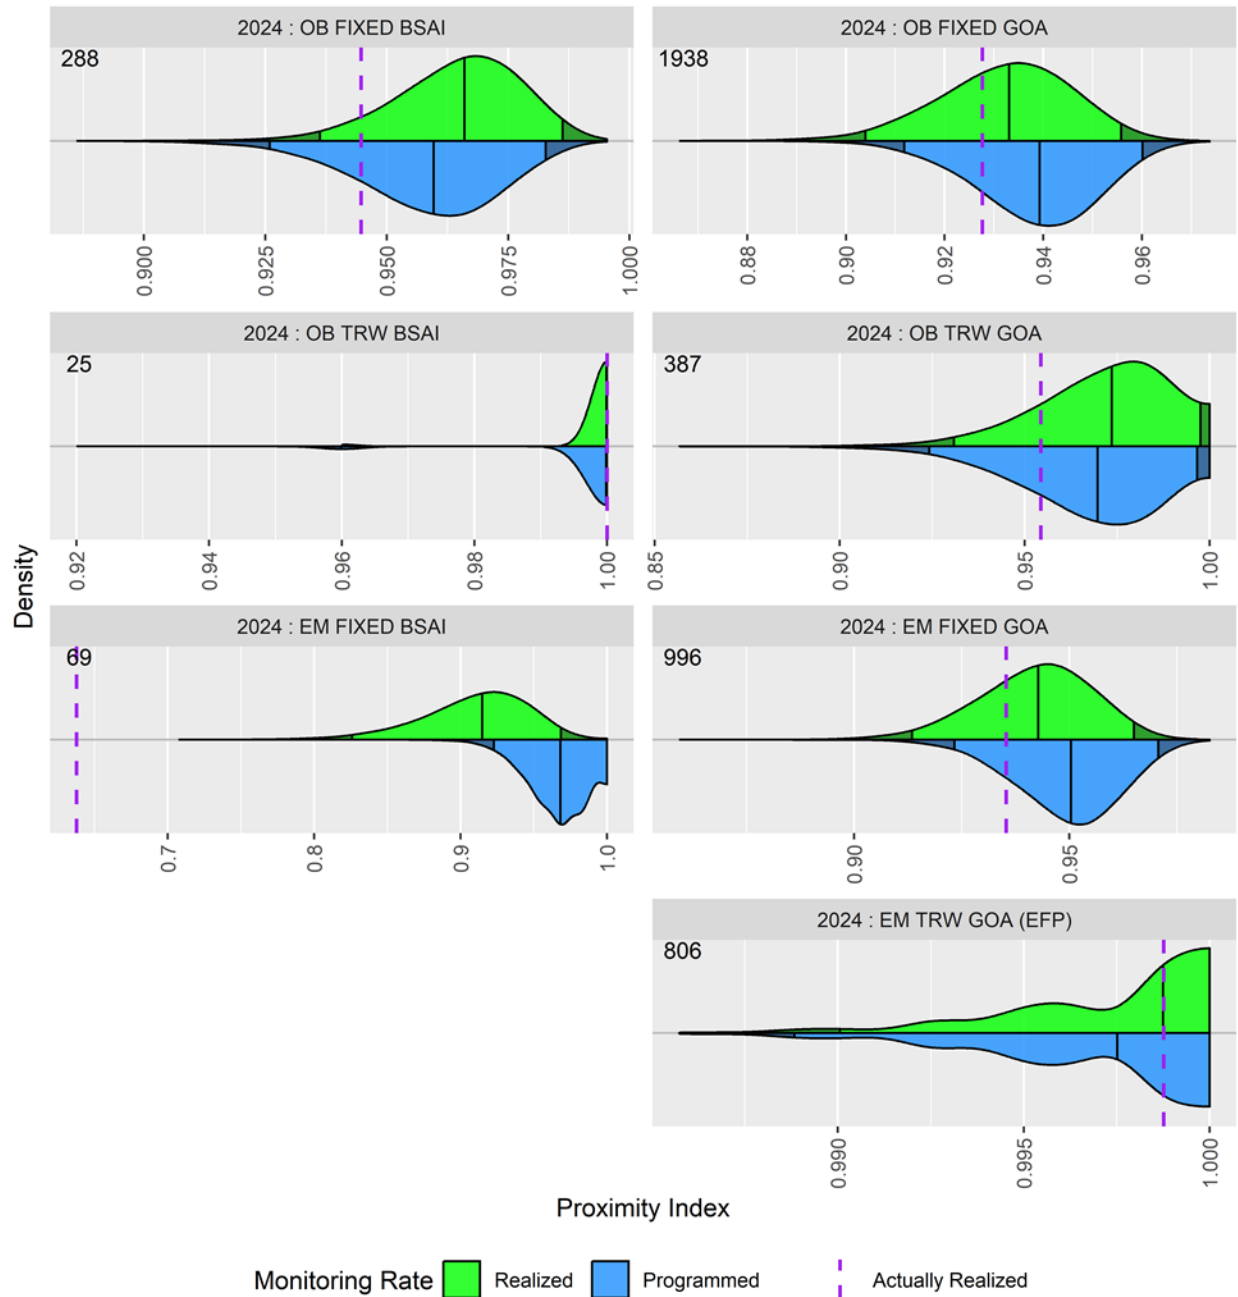 2024 : OB FIXED BSAI
2024 : OB FIXED GOA
288
1938
0.900 0.925 0.950 0.975 1.000
0.88 0.90 0.92 0.94 0.96
2024 : OB TRW BSAI
2024 : OB TRW GOA
25
387
0.92 0.94 0.96 0.98 1.00
0.85 0.90 0.95 1.00
Density
2024 : EM FIXED BSAI
2024 : EM FIXED GOA
69
996
0.7 0.8 0.9 1.0
0.90 0.95
2024 : EM TRW GOA (EFP)
806
0.990 0.995 1.000
Proximity Index
Monitoring Rate Realized Programmed Actually Realized